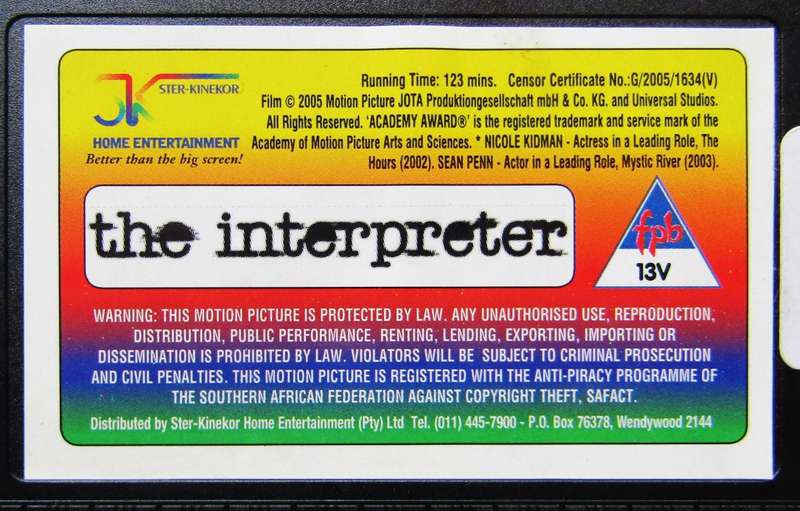 STER-KINEKOR
HOME ENTERTAINMENT
Better than the big screen!
Running Time: 123 mins. Censor Certificate No.:G/2005/1634(V)
Film © 2005 Motion Picture JOTA Produktiongesellschaft mbH & Co. KG. and Universal Studios.
All Rights Reserved. 'ACADEMY AWARD®' is the registered trademark and service mark of the
Academy of Motion Picture Arts and Sciences. * NICOLE KIDMAN - Actress in a Leading Role, The
Hours (2002). SEAN PENN - Actor in a Leading Role, Mystic River (2003).
the interpreter
fpb
13V
WARNING: THIS MOTION PICTURE IS PROTECTED BY LAW. ANY UNAUTHORISED USE, REPRODUCTION,
DISTRIBUTION, PUBLIC PERFORMANCE, RENTING, LENDING, EXPORTING, IMPORTING OR
DISSEMINATION IS PROHIBITED BY LAW. VIOLATORS WILL BE SUBJECT TO CRIMINAL PROSECUTION
AND CIVIL PENALTIES. THIS MOTION PICTURE IS REGISTERED WITH THE ANTI-PIRACY PROGRAMME OF
THE SOUTHERN AFRICAN FEDERATION AGAINST COPYRIGHT THEFT, SAFACT.
Distributed by Ster-Kinekor Home Entertainment (Pty) Ltd Tel. (011) 445-7900 - P.O. Box 76378, Wendywood 2144